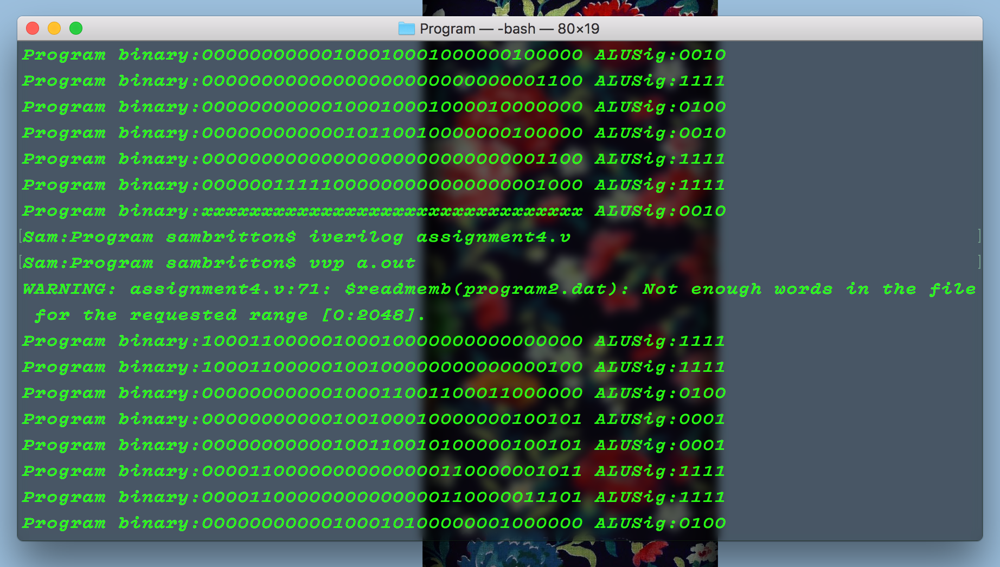 Program — -bash — 80×19
Program binary:00000000000100010001000000100000 ALUSig:0010
Program binary:00000000000000000000000000001100 ALUSig:1111
Program binary:00000000000100010001000010000000 ALUSig:0100
Program binary:00000000000010110010000000100000 ALUSig:0010
Program binary:00000000000000000000000000001100 ALUSig:1111
Program binary:00000011111000000000000000001000 ALUSig:1111
Program binary:xxxxxxxxxxxxxxxxxxxxxxxxxxxxxxxx ALUSig:0010
[Sam:Program sambritton$ iverilog assignment4.v ]
[Sam:Program sambritton$ vvp a.out ]
WARNING: assignment4.v:71: $readmemb(program2.dat): Not enough words in the file
for the requested range [0:2048].
Program binary:10001100000100010000000000000000 ALUSig:1111
Program binary:10001100000100100000000000000100 ALUSig:1111
Program binary:00000000000100011001100011000000 ALUSig:0100
Program binary:00000000000100100010000000100101 ALUSig:0001
Program binary:00000000000100110010100000100101 ALUSig:0001
Program binary:00001100000000000000110000001011 ALUSig:1111
Program binary:00001100000000000000110000011101 ALUSig:1111
Program binary:00000000000100010100000001000000 ALUSig:0100